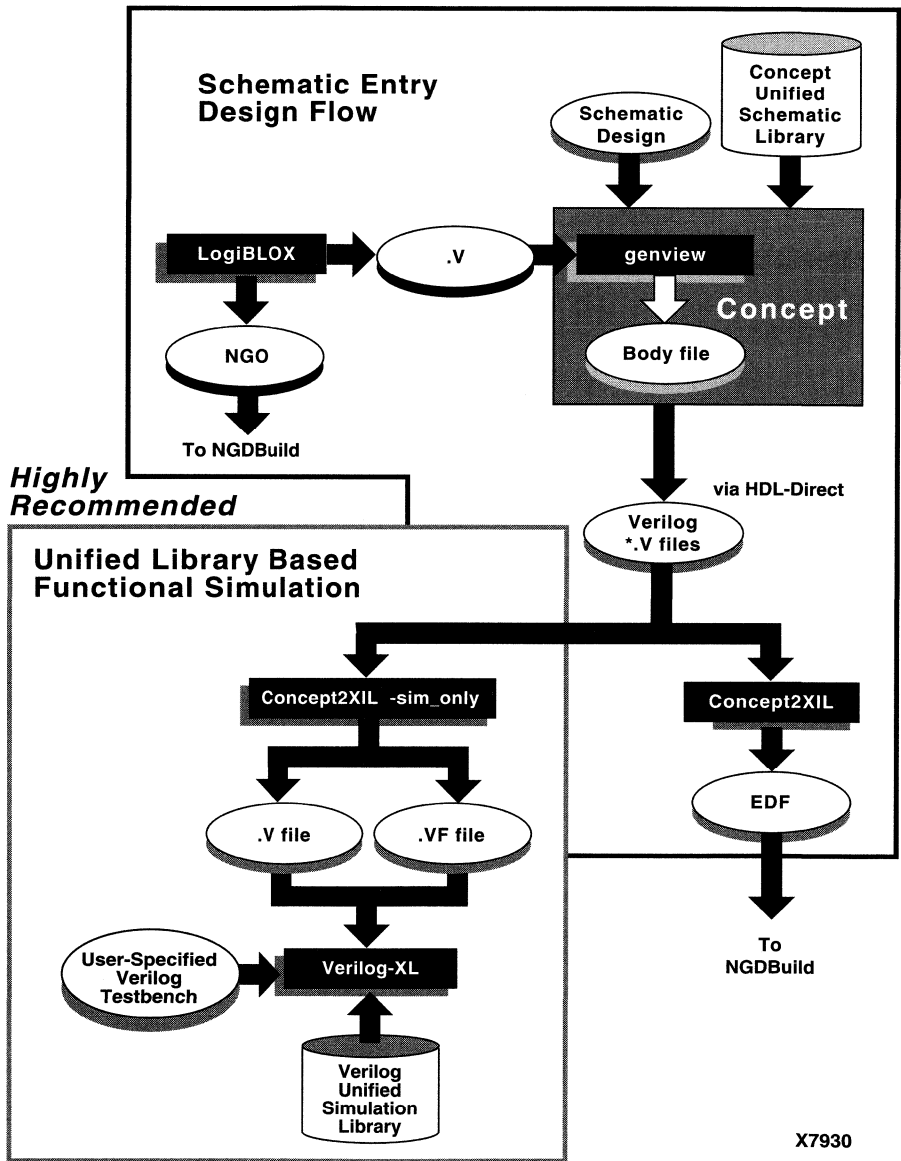 Schematic Entry
Design Flow
Concept
Unified
Schematic
Library
Schematic
Design
LogiBLOX
.V
genview
Concept
NGO
Body file
To NGDBuild
Highly
Recommended
via HDL-Direct
Verilog
*.V files
Unified Library Based
Functional Simulation
Concept2XIL -sim_only
Concept2XIL
.V file
.VF file
EDF
User-Specified
Verilog
Testbench
Verilog-XL
To
NGDBuild
Verilog
Unified
Simulation
Library
X7930